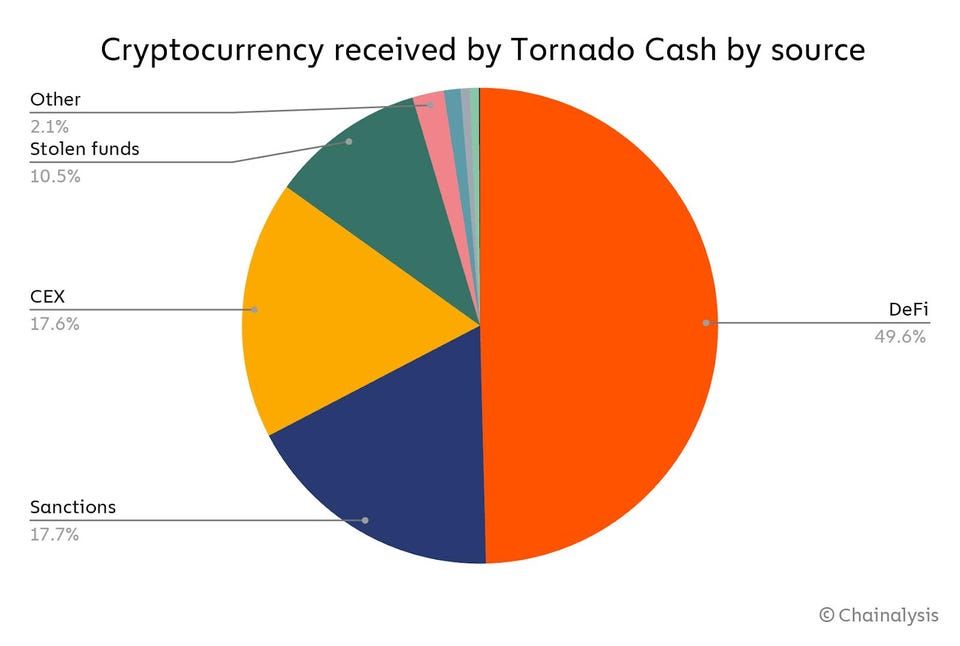 Cryptocurrency received by Tornado Cash by source
Other
2.1%
Stolen funds
10.5%
CEX
17.6%
DeFi
49.6%
Sanctions
17.7%
© Chainalysis